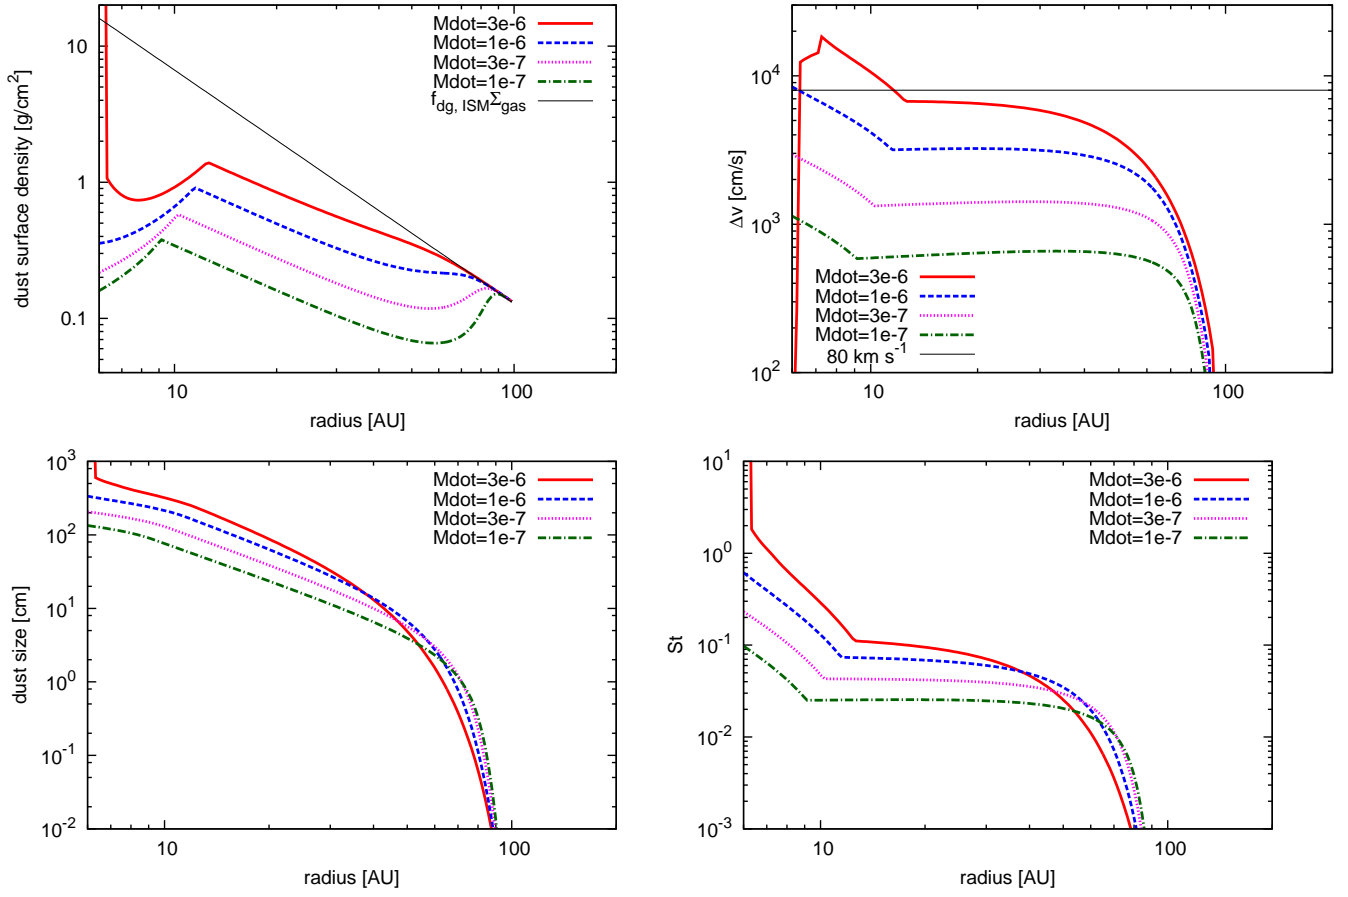 dust surface density [g/cm²]
10
1
0.1
Mdot=3e-6
Mdot=1e-6
Mdot=3e-7
Mdot=1e-7
f_dg, ISM Σ_gas
10
100
radius [AU]
Δv [cm/s]
10⁴
10³
10²
Mdot=3e-6
Mdot=1e-6
Mdot=3e-7
Mdot=1e-7
80 km s⁻¹
10
100
radius [AU]
dust size [cm]
10³
10²
10¹
10⁰
10⁻¹
10⁻²
Mdot=3e-6
Mdot=1e-6
Mdot=3e-7
Mdot=1e-7
10
100
radius [AU]
St
10¹
10⁰
10⁻¹
10⁻²
10⁻³
Mdot=3e-6
Mdot=1e-6
Mdot=3e-7
Mdot=1e-7
10
100
radius [AU]